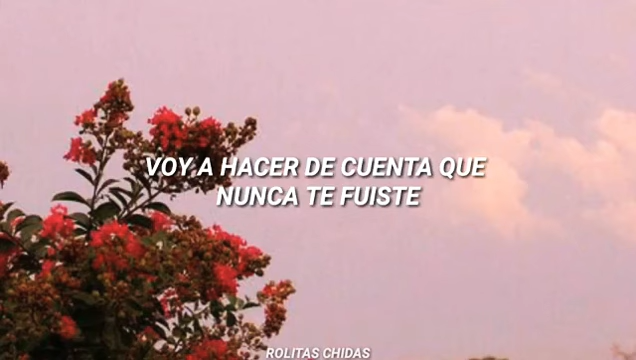 VOY A HACER DE CUENTA QUE
NUNCA TE FUISTE
ROLITAS CHIDAS